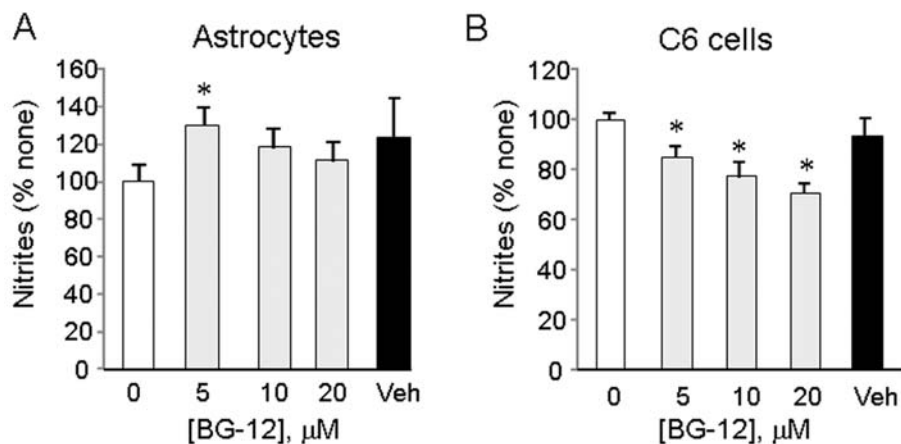 A
Astrocytes
Nitrites (% none)
160
140
120
100
80
60
40
20
0
*
0 5 10 20 Veh
[BG-12], μM
B
C6 cells
Nitrites (% none)
120
100
80
60
40
20
0
* * *
0 5 10 20 Veh
[BG-12], μM